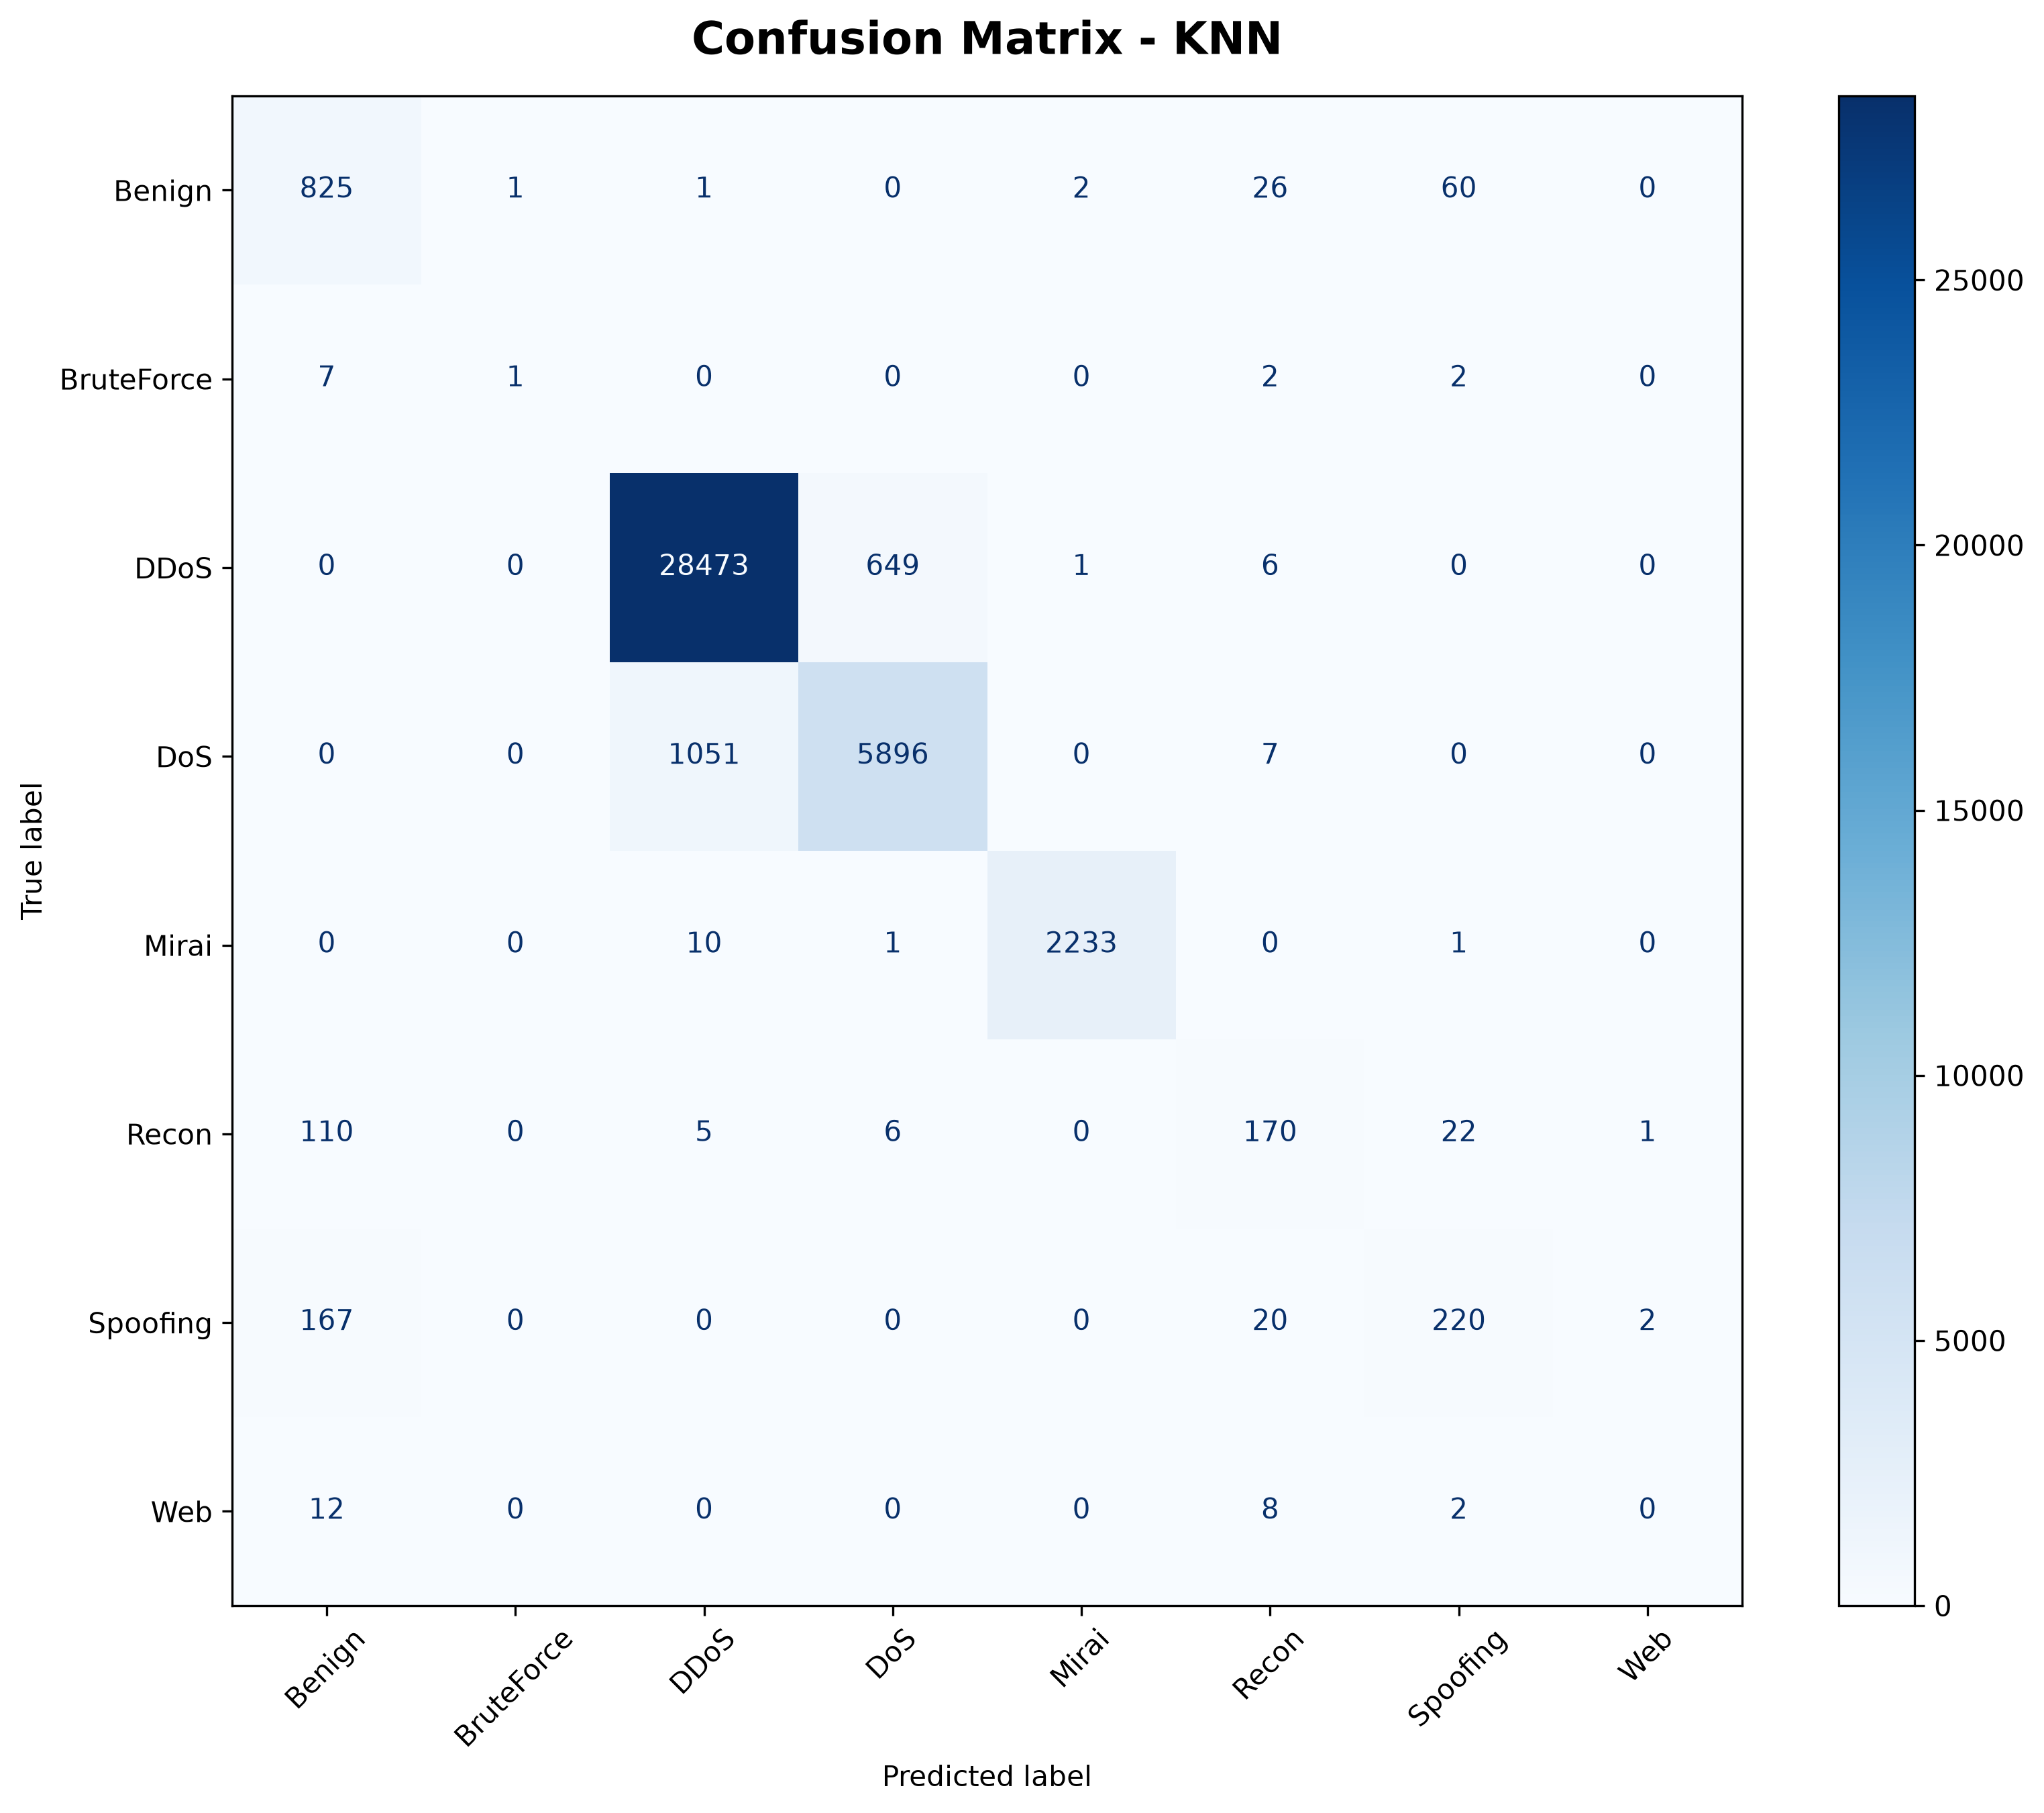 Confusion Matrix - KNN
Benign 825 1 1 0 2 26 60 0
BruteForce 7 1 0 0 0 2 2 0
DDoS 0 0 28473 649 1 6 0 0
DoS 0 0 1051 5896 0 7 0 0
Mirai 0 0 10 1 2233 0 1 0
Recon 110 0 5 6 0 170 22 1
Spoofing 167 0 0 0 0 20 220 2
Web 12 0 0 0 0 8 2 0
True label
Benign BruteForce DDoS DoS Mirai Recon Spoofing Web
Predicted label
25000
20000
15000
10000
5000
0